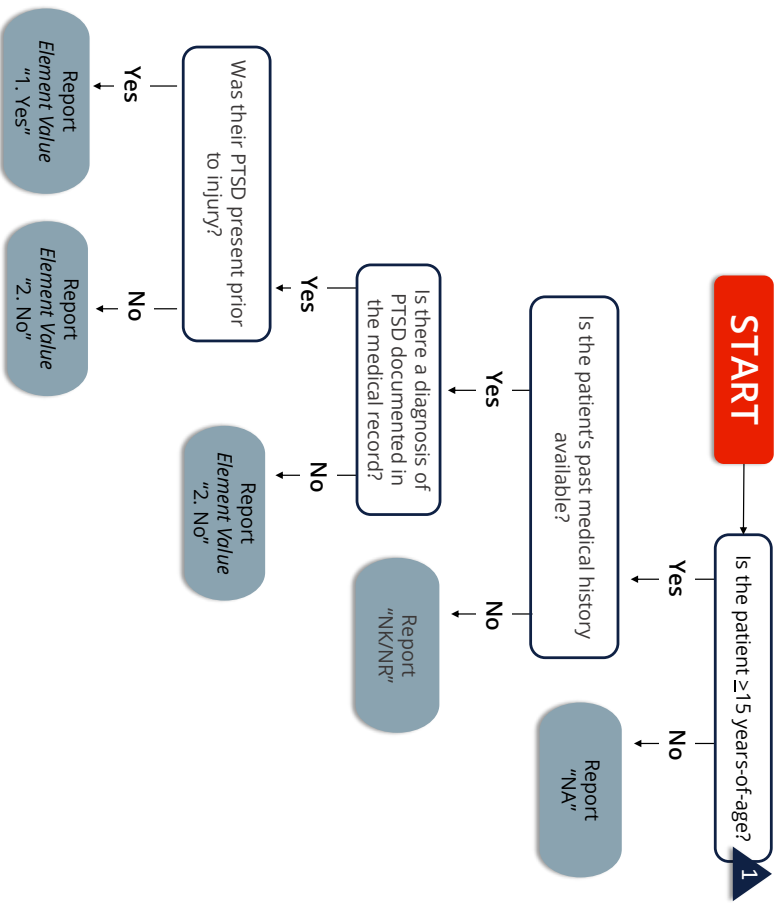 START
Is the patient ≥15 years-of-age?
1
Yes
No
Is the patient’s past medical history
available?
Report
“NA”
Yes
No
Is there a diagnosis of
PTSD documented in
the medical record?
Report
“NK/NR”
Yes
No
Was their PTSD present prior
to injury?
Report
Element Value
“2. No”
Yes
No
Report
Element Value
“1. Yes”
Report
Element Value
“2. No”